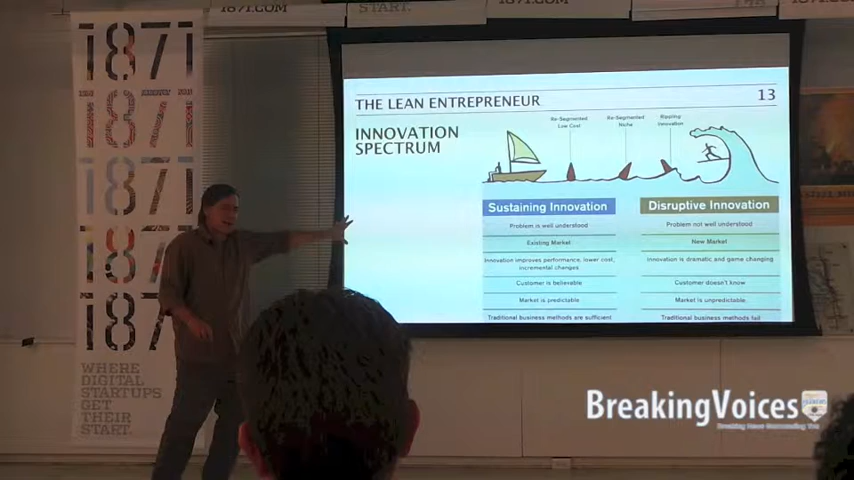 1871.COM
START.
1871.COM
1871
1871
1871
1871
1871
WHERE
DIGITAL
STARTUPS
GET
THEIR
START.
THE LEAN ENTREPRENEUR
13
INNOVATION
SPECTRUM
Re-Segmented
Low Cost
Re-Segmented
Niche
Rippling
Innovation
Sustaining Innovation
Problem is well understood
Existing Market
Innovation improves performance, lower cost,
incremental changes
Customer is believable
Market is predictable
Traditional business methods are sufficient
Disruptive Innovation
Problem not well understood
New Market
Innovation is dramatic and game changing
Customer doesn't know
Market is unpredictable
Traditional business methods fail
BreakingVoices